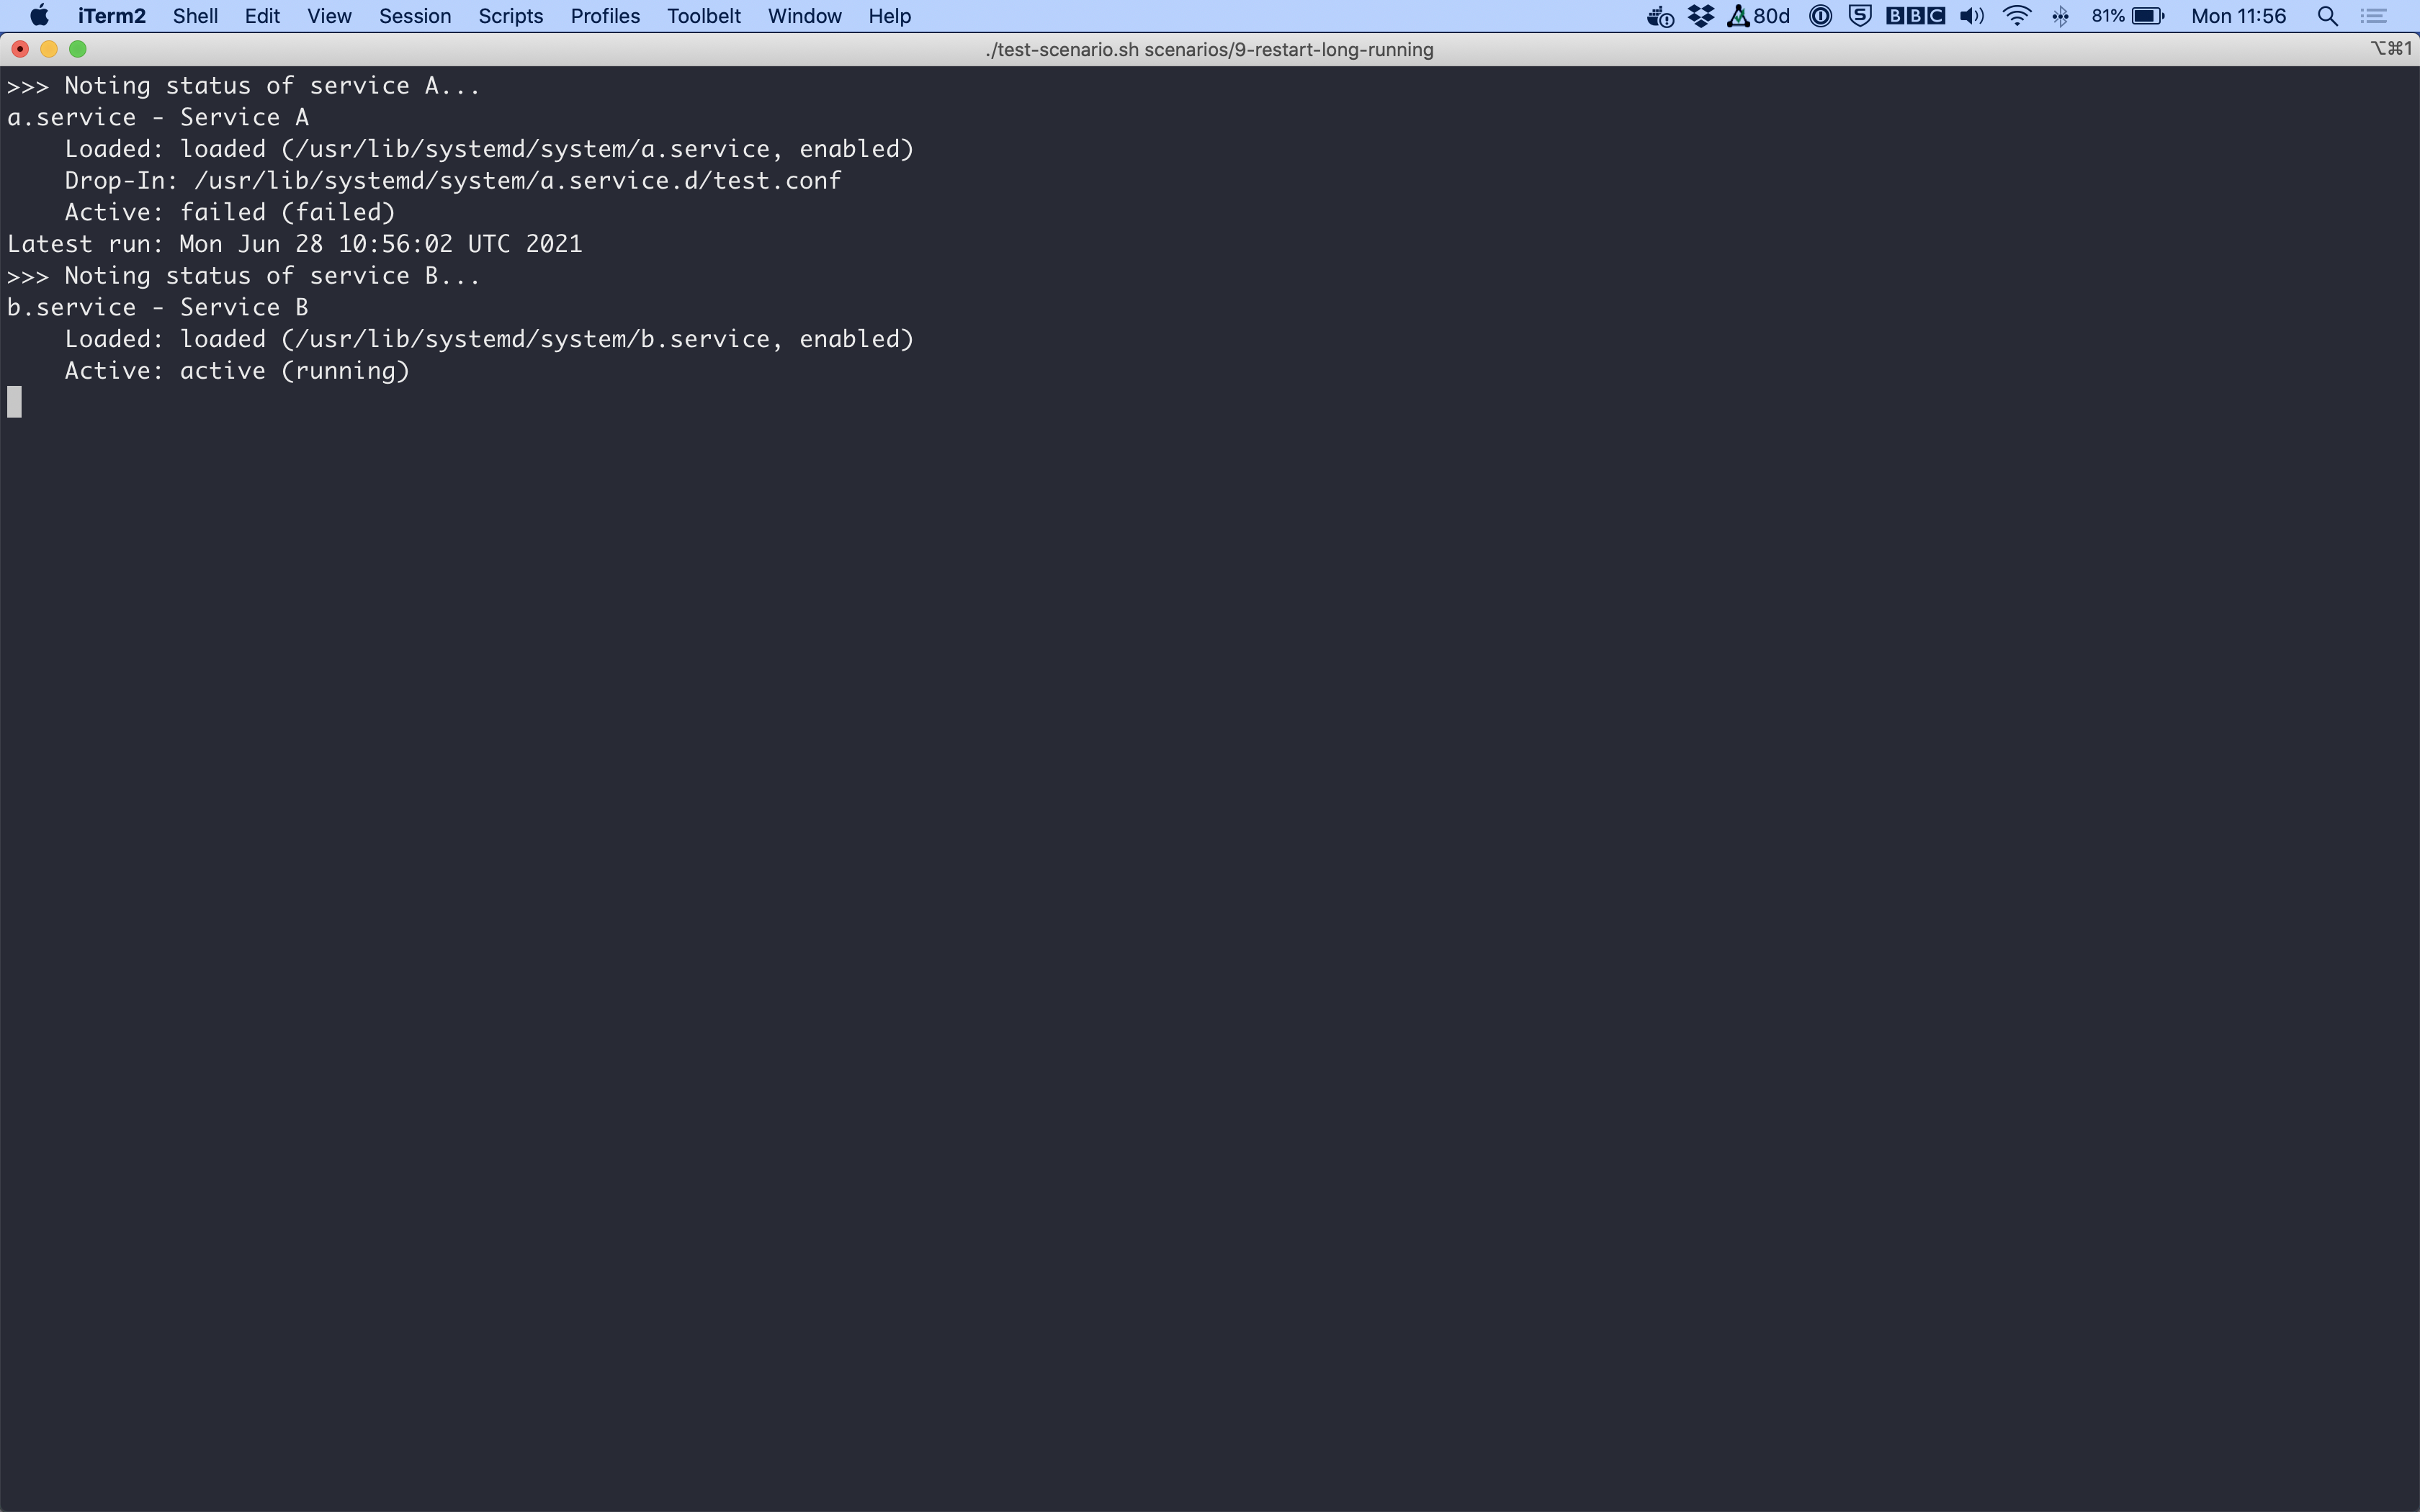 iTerm2 Shell Edit View Session Scripts Profiles Toolbelt Window Help 80d BBC 81% Mon 11:56
./test-scenario.sh scenarios/9-restart-long-running ⌥⌘1
>>> Noting status of service A...
a.service - Service A
    Loaded: loaded (/usr/lib/systemd/system/a.service, enabled)
    Drop-In: /usr/lib/systemd/system/a.service.d/test.conf
    Active: failed (failed)
Latest run: Mon Jun 28 10:56:02 UTC 2021
>>> Noting status of service B...
b.service - Service B
    Loaded: loaded (/usr/lib/systemd/system/b.service, enabled)
    Active: active (running)